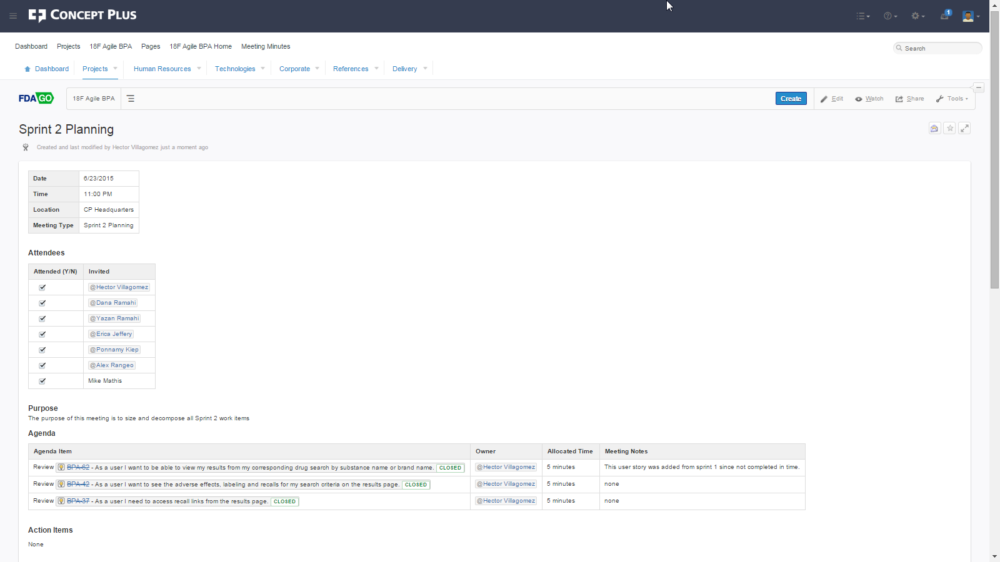 CONCEPT PLUS
1
Dashboard Projects 18F Agile BPA Pages 18F Agile BPA Home Meeting Minutes
Search
Dashboard Projects Human Resources Technologies Corporate References Delivery
FDA GO 18F Agile BPA Create Edit Watch Share Tools
Sprint 2 Planning
Created and last modified by Hector Villagomez just a moment ago
Date 6/23/2015
Time 11:00 PM
Location CP Headquarters
Meeting Type Sprint 2 Planning
Attendees
Attended (Y/N) Invited
@Hector Villagomez
@Dana Ramahi
@Yazan Ramahi
@Erica Jeffery
@Ponnamy Kiep
@Alex Rangeo
Mike Mathis
Purpose
The purpose of this meeting is to size and decompose all Sprint 2 work items
Agenda
Agenda Item Owner Allocated Time Meeting Notes
Review BPA-62 - As a user I want to be able to view my results from my corresponding drug search by substance name or brand name. CLOSED @Hector Villagomez 5 minutes This user story was added from sprint 1 since not completed in time.
Review BPA-42 - As a user I want to see the adverse effects, labeling and recalls for my search criteria on the results page. CLOSED @Hector Villagomez 5 minutes none
Review BPA-37 - As a user I need to access recall links from the results page. CLOSED @Hector Villagomez 5 minutes none
Action Items
None